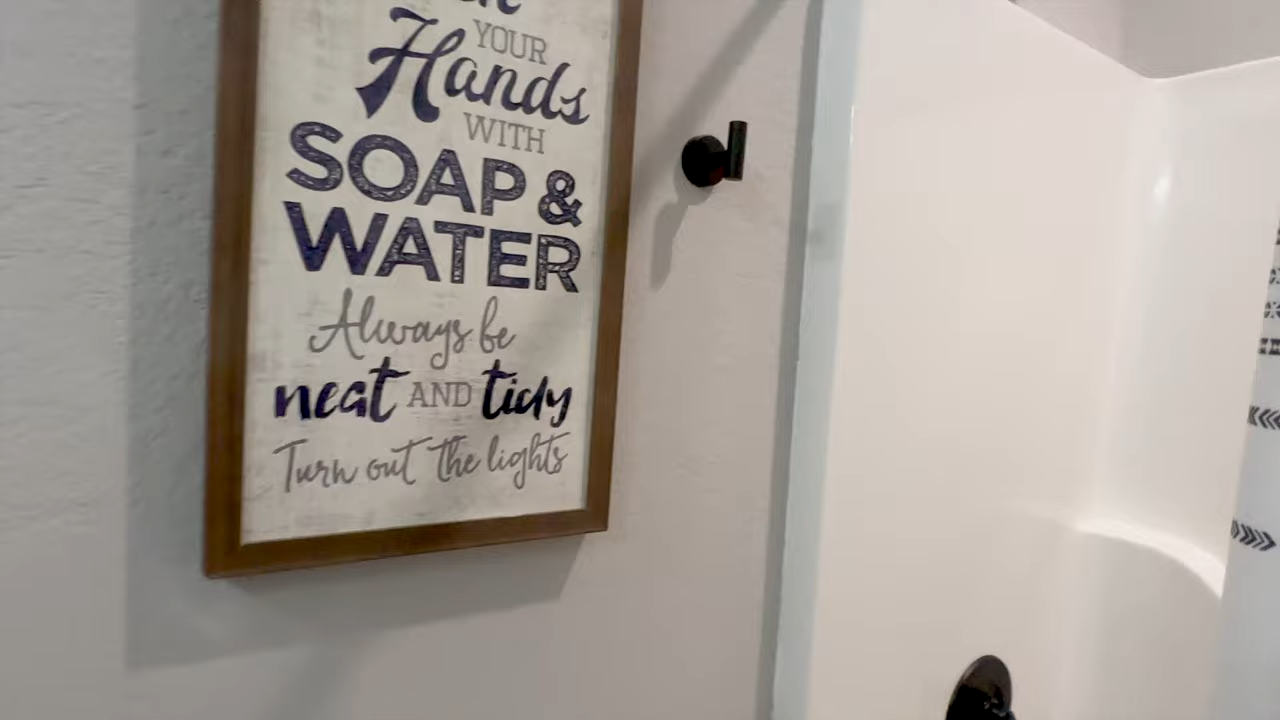 YOUR
Hands
WITH
SOAP &
WATER
Always be
neat AND tidy
Turn out the lights